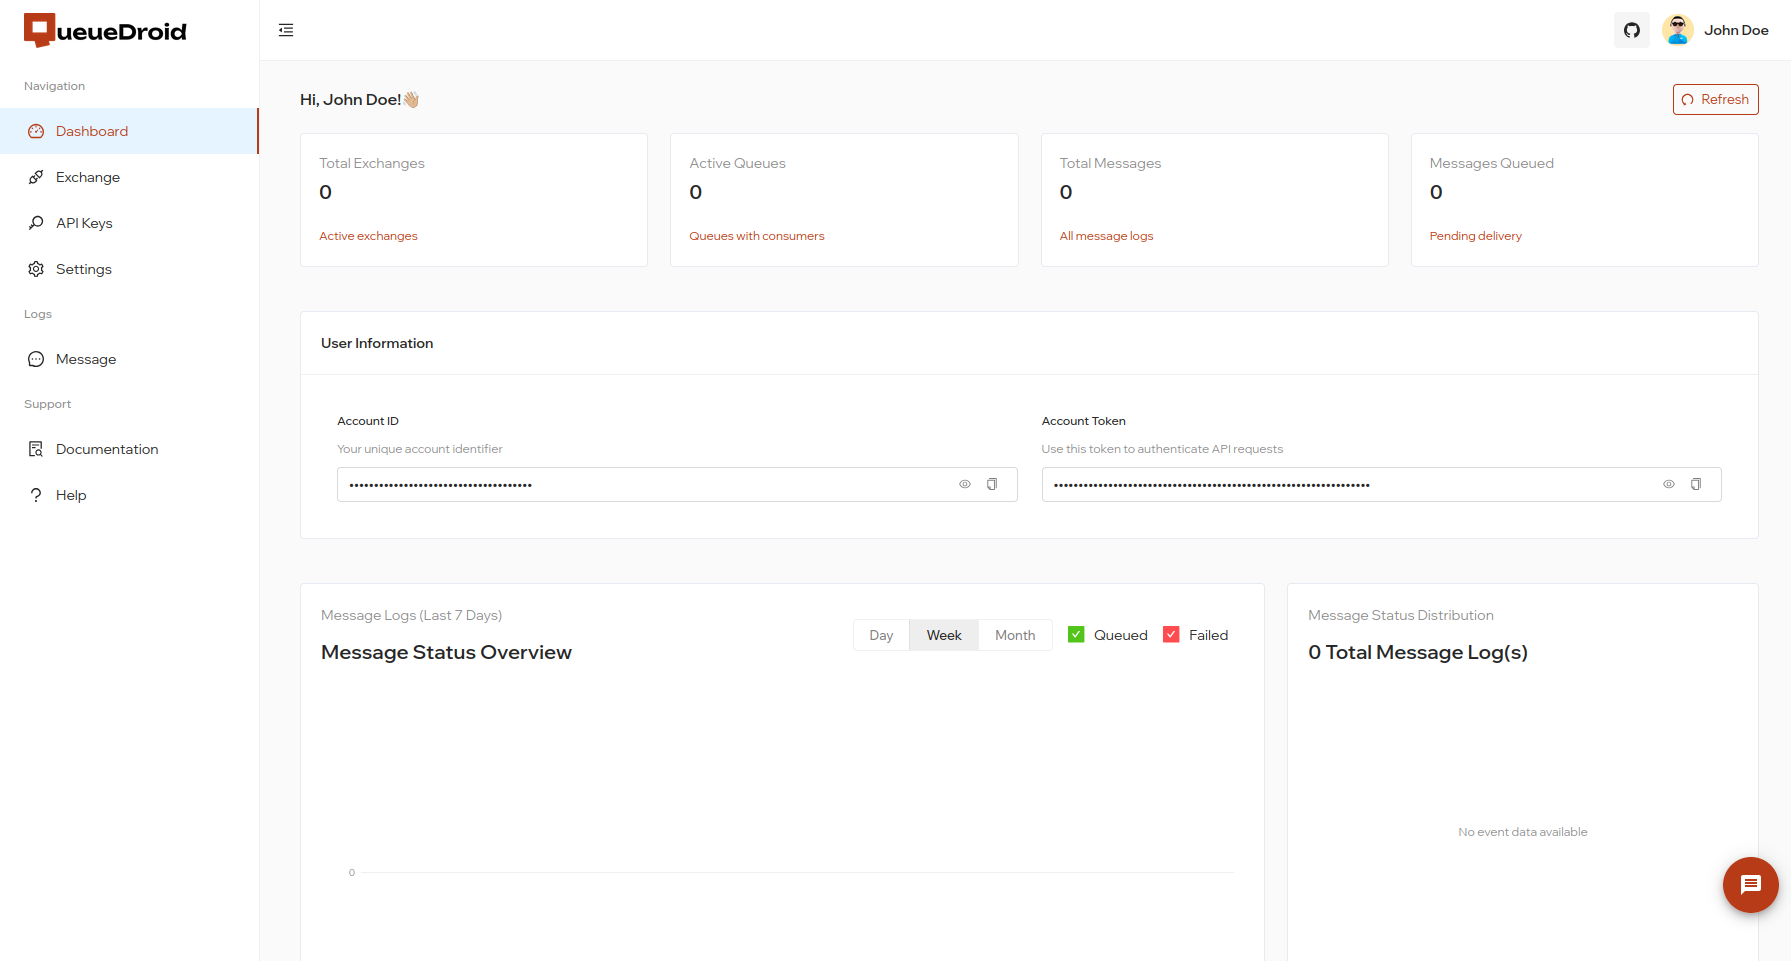 QueueDroid
Navigation
Dashboard
Exchange
API Keys
Settings
Logs
Message
Support
Documentation
Help
John Doe
Hi, John Doe!👋🏼
Refresh
Total Exchanges
0
Active exchanges
Active Queues
0
Queues with consumers
Total Messages
0
All message logs
Messages Queued
0
Pending delivery
User Information
Account ID
Your unique account identifier
Account Token
Use this token to authenticate API requests
Message Logs (Last 7 Days)
Message Status Overview
Day
Week
Month
Queued
Failed
0
Message Status Distribution
0 Total Message Log(s)
No event data available